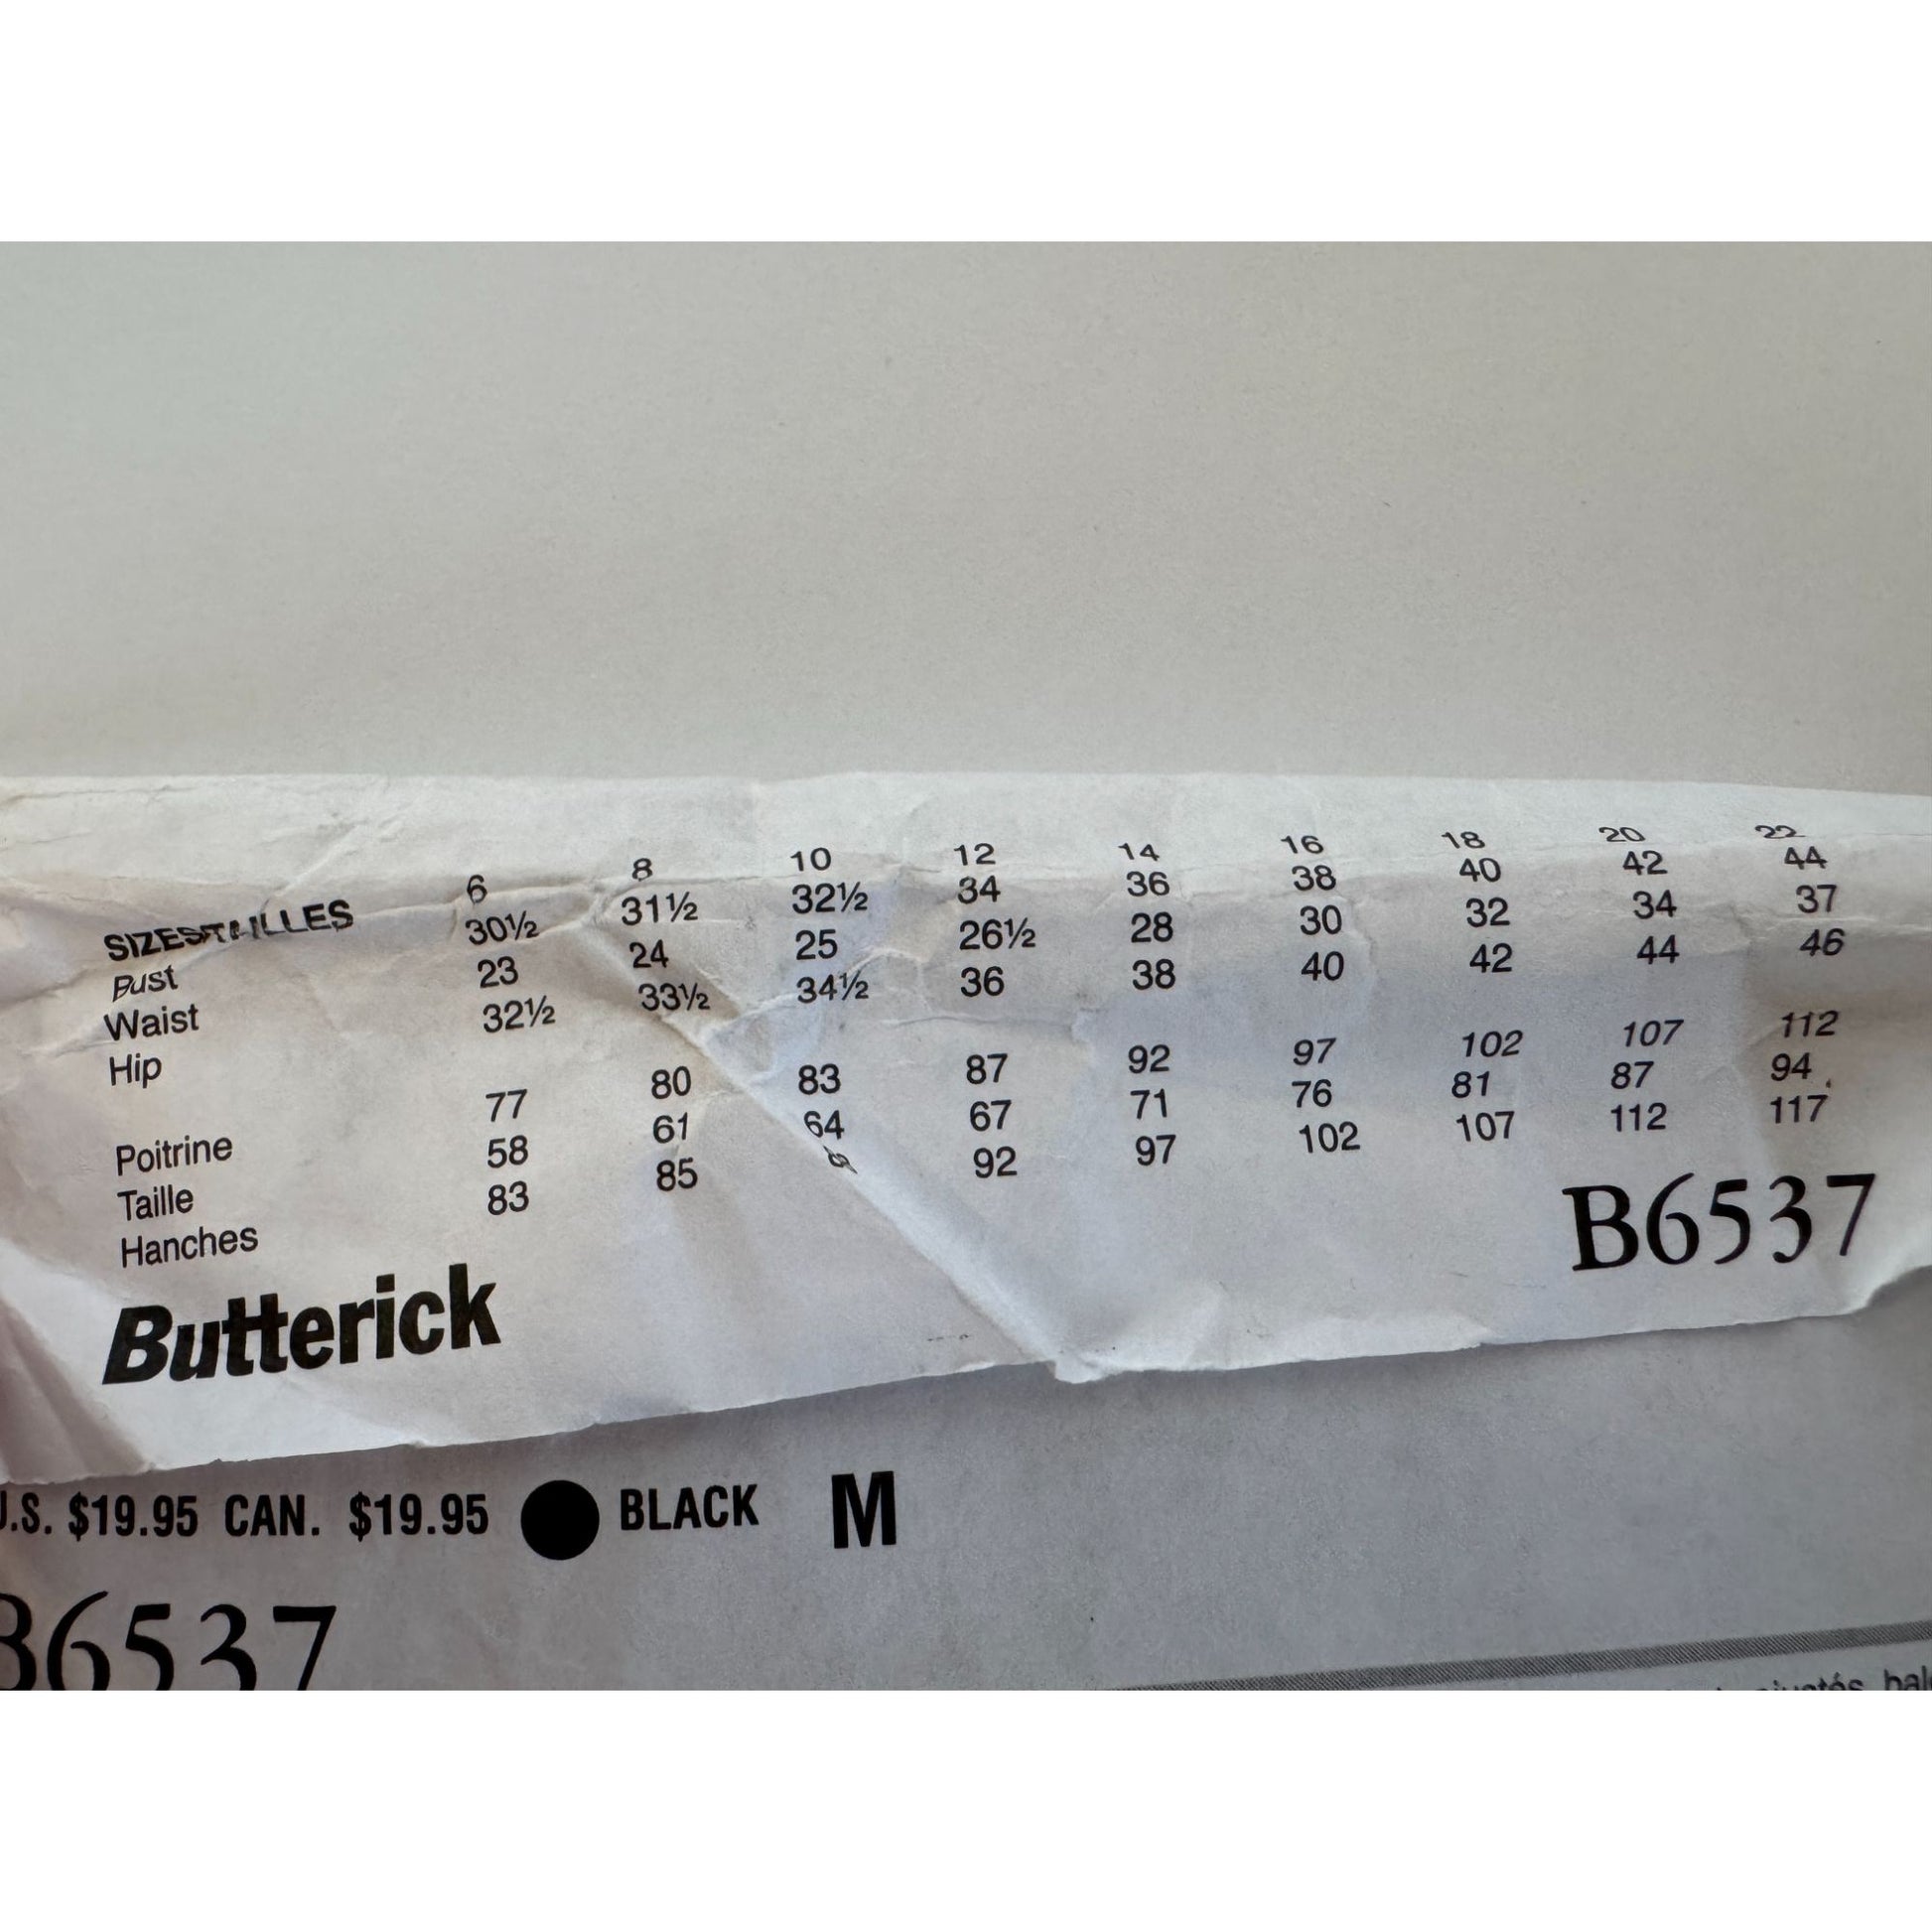 SIZES/TAILLES 6 8 10 12 14 16 18 20 22
Bust 30½ 31½ 32½ 34 36 38 40 42 44
Waist 23 24 25 26½ 28 30 32 34 37
Hip 32½ 33½ 34½ 36 38 40 42 44 46
Poitrine 77 80 83 87 92 97 102 107 112
Taille 58 61 64 67 71 76 81 87 94
Hanches 83 85 92 97 102 107 112 117
Butterick B6537
U.S. $19.95 CAN. $19.95 BLACK M
B6537